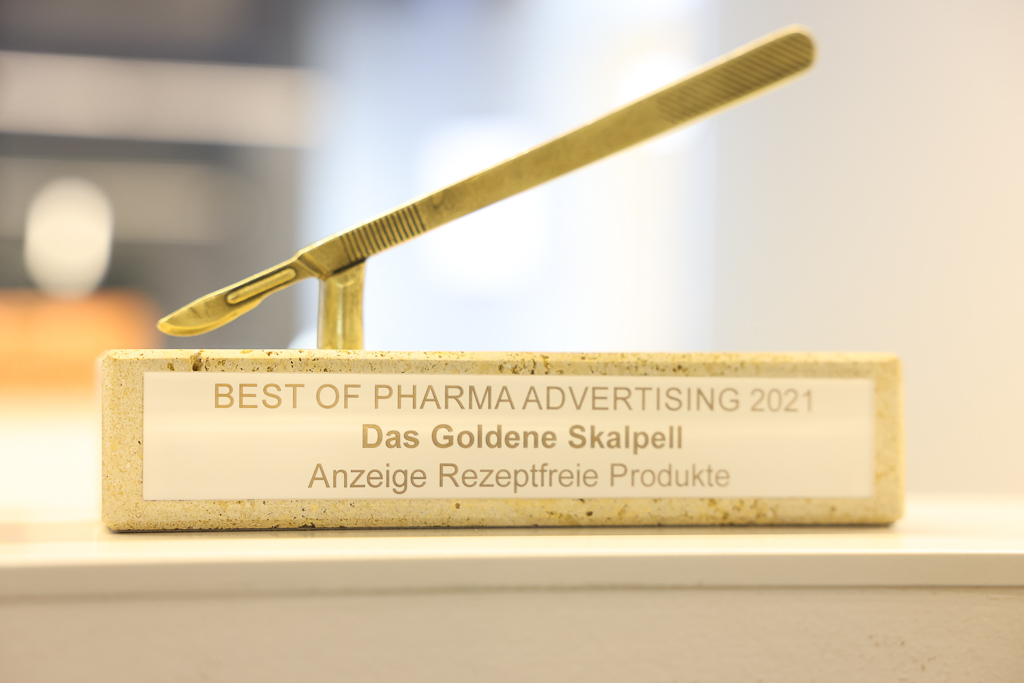 BEST OF PHARMA ADVERTISING 2021
Das Goldene Skalpell
Anzeige Rezeptfreie Produkte